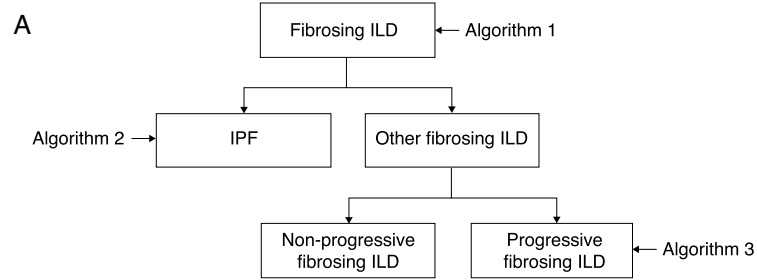 A
Fibrosing ILD
Algorithm 1
Algorithm 2
IPF
Other fibrosing ILD
Non-progressive
fibrosing ILD
Progressive
fibrosing ILD
Algorithm 3